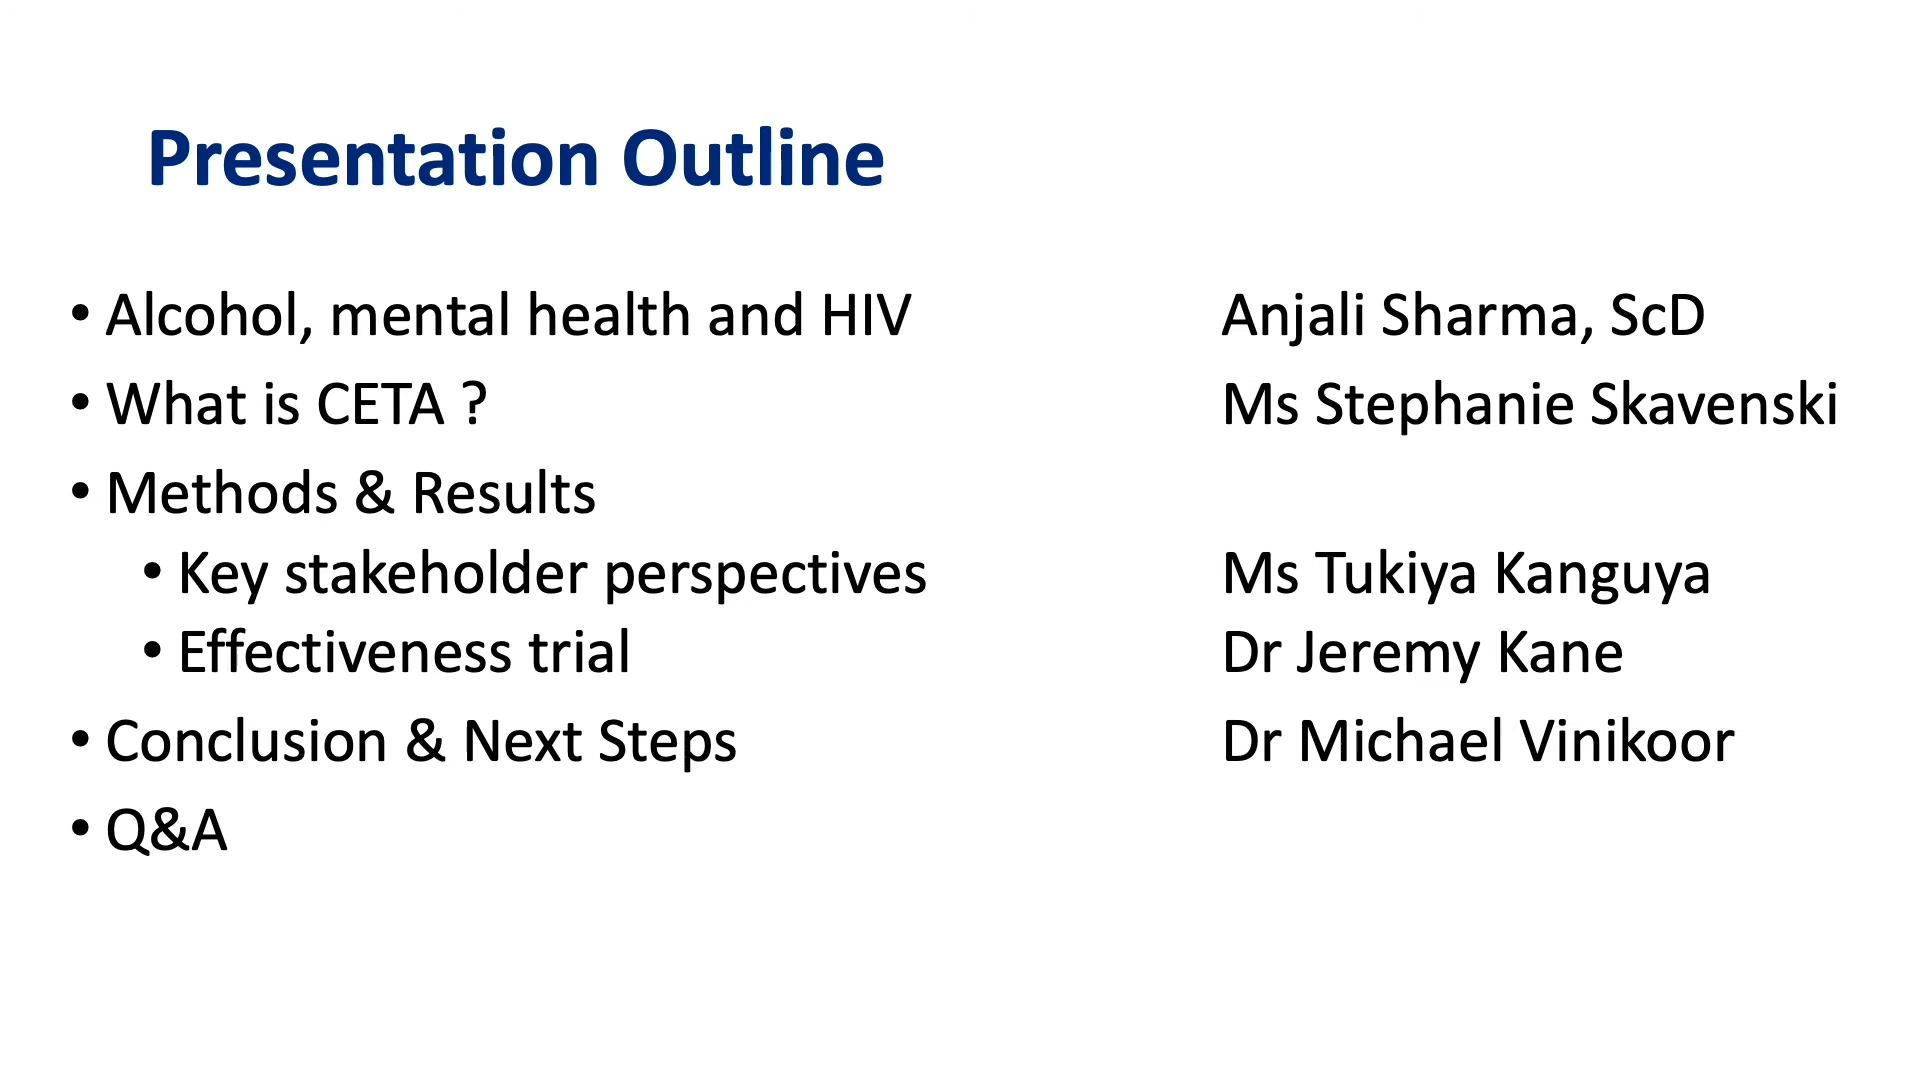 Presentation Outline
• Alcohol, mental health and HIV Anjali Sharma, ScD
• What is CETA ? Ms Stephanie Skavenski
• Methods & Results
• Key stakeholder perspectives Ms Tukiya Kanguya
• Effectiveness trial Dr Jeremy Kane
• Conclusion & Next Steps Dr Michael Vinikoor
• Q&A